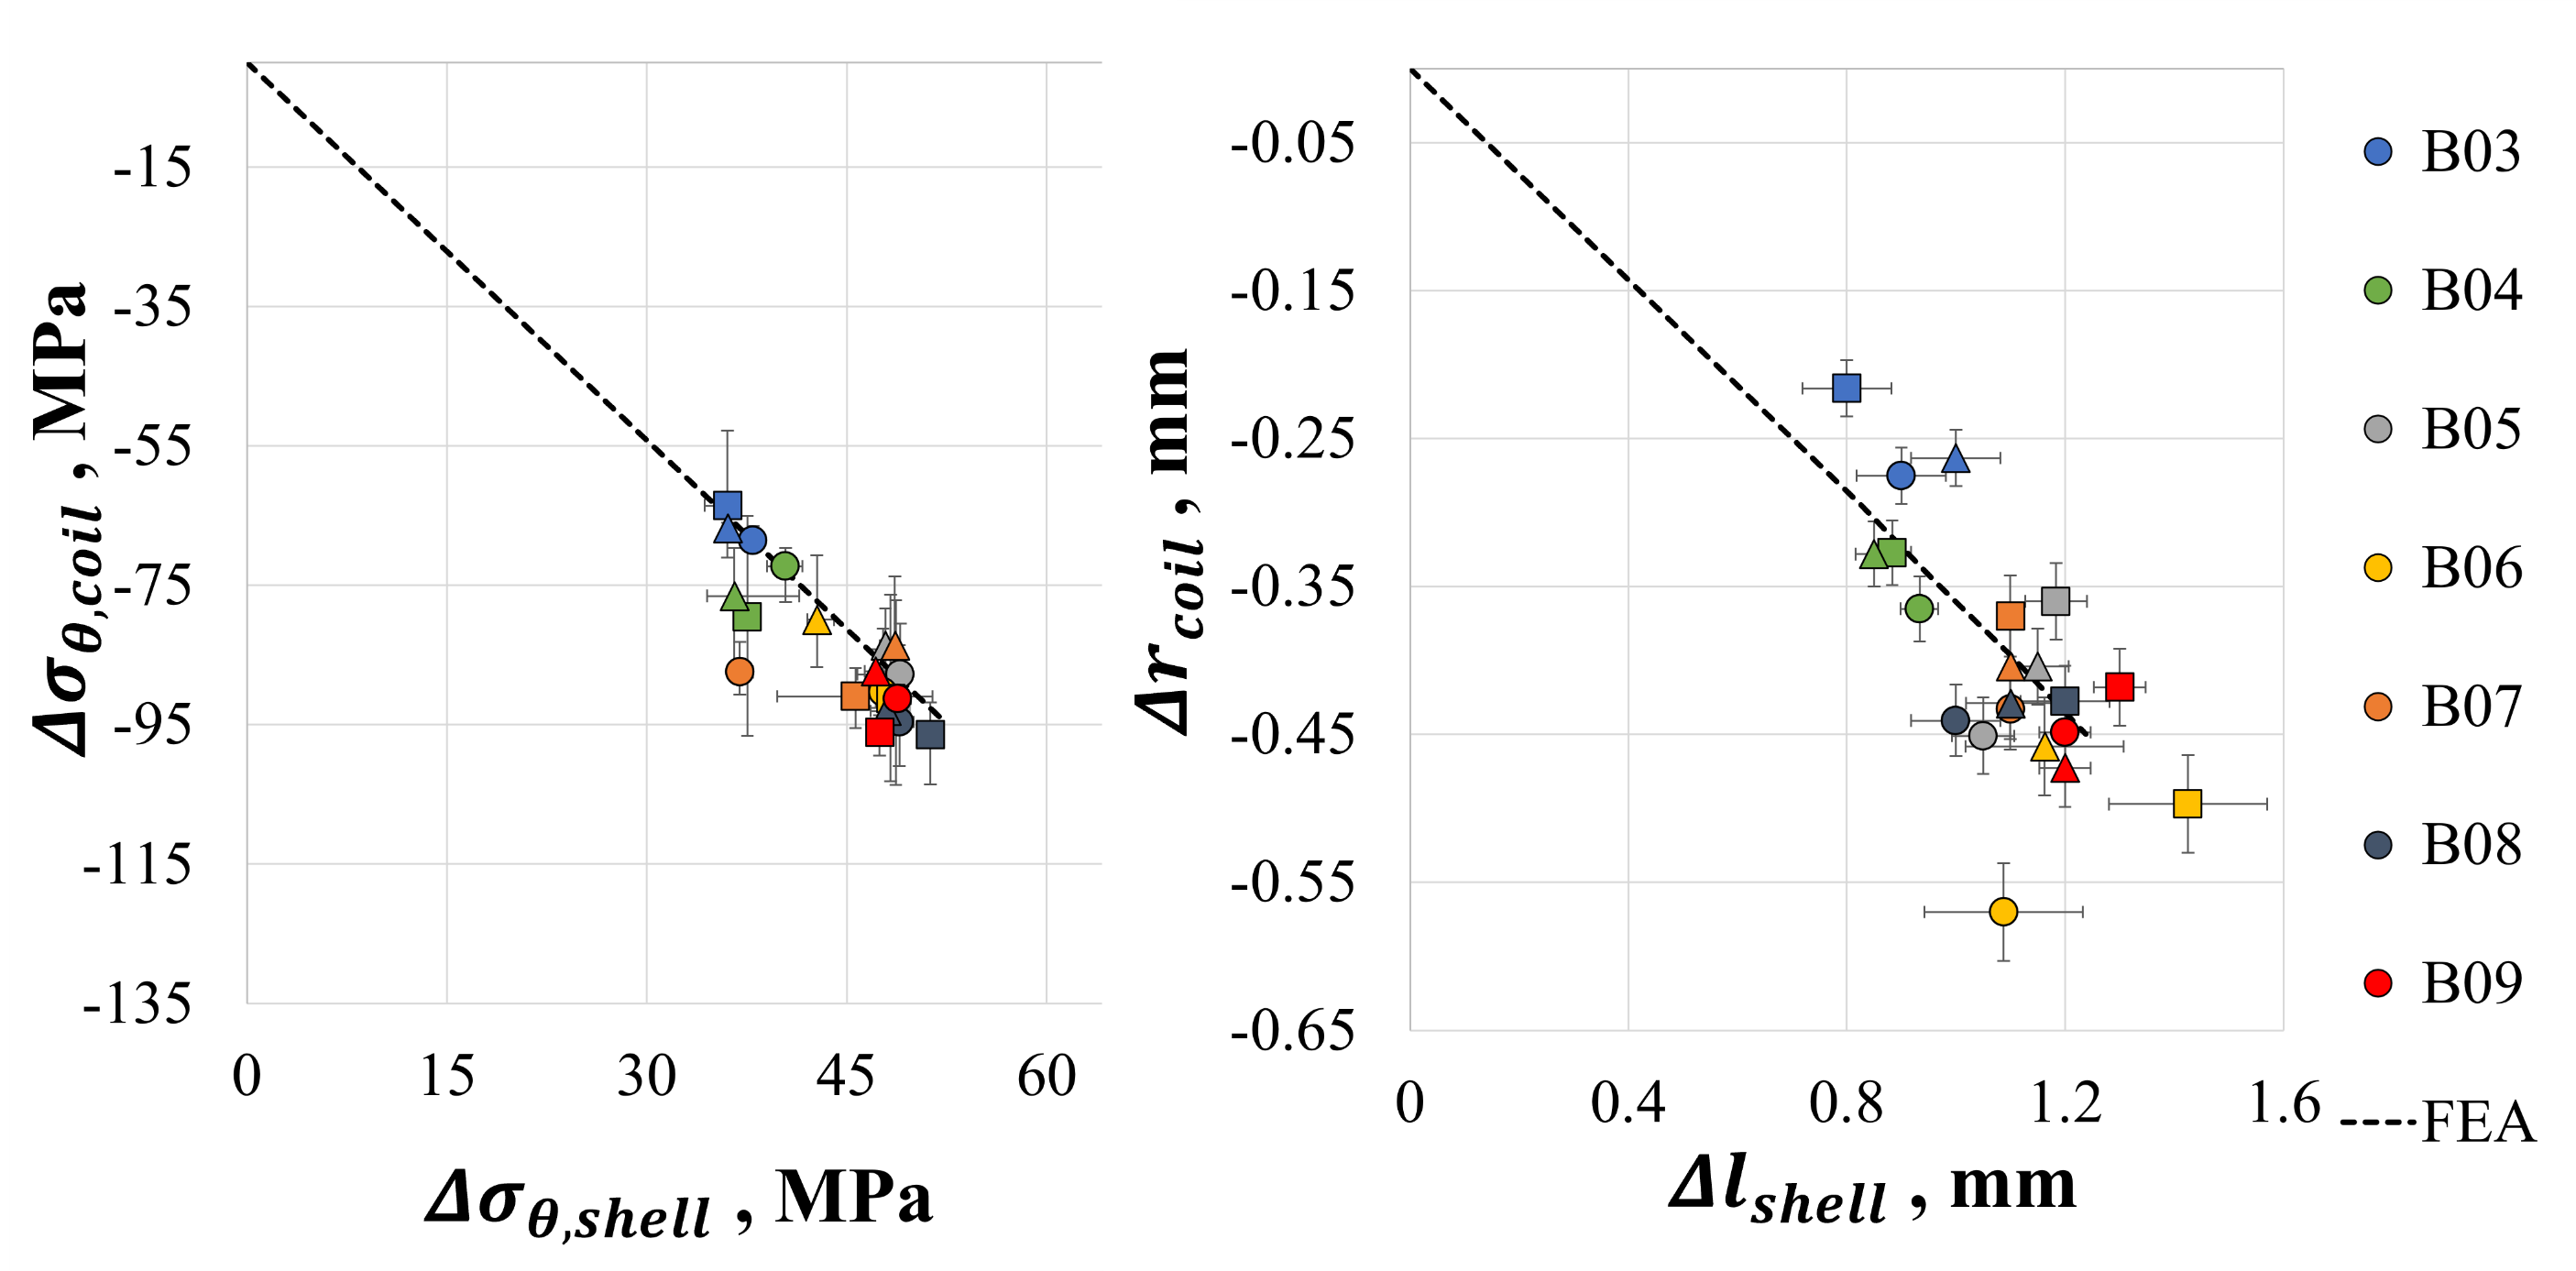 -15
-35
-55
-75
-95
-115
-135
0 15 30 45 60
Δσθ,coil , MPa
Δσθ,shell , MPa
-0.05
-0.15
-0.25
-0.35
-0.45
-0.55
-0.65
0 0.4 0.8 1.2 1.6
Δrcoil , mm
Δlshell , mm
B03
B04
B05
B06
B07
B08
B09
FEA